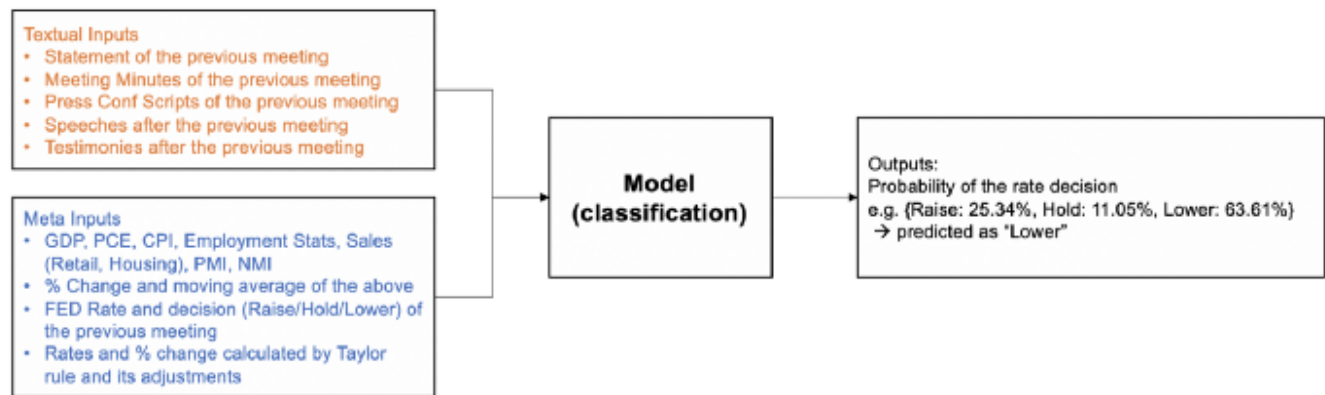 Textual Inputs
• Statement of the previous meeting
• Meeting Minutes of the previous meeting
• Press Conf Scripts of the previous meeting
• Speeches after the previous meeting
• Testimonies after the previous meeting
Meta Inputs
• GDP, PCE, CPI, Employment Stats, Sales
(Retail, Housing), PMI, NMI
• % Change and moving average of the above
• FED Rate and decision (Raise/Hold/Lower) of
the previous meeting
• Rates and % change calculated by Taylor
rule and its adjustments
Model
(classification)
Outputs:
Probability of the rate decision
e.g. {Raise: 25.34%, Hold: 11.05%, Lower: 63.61%}
→ predicted as "Lower"